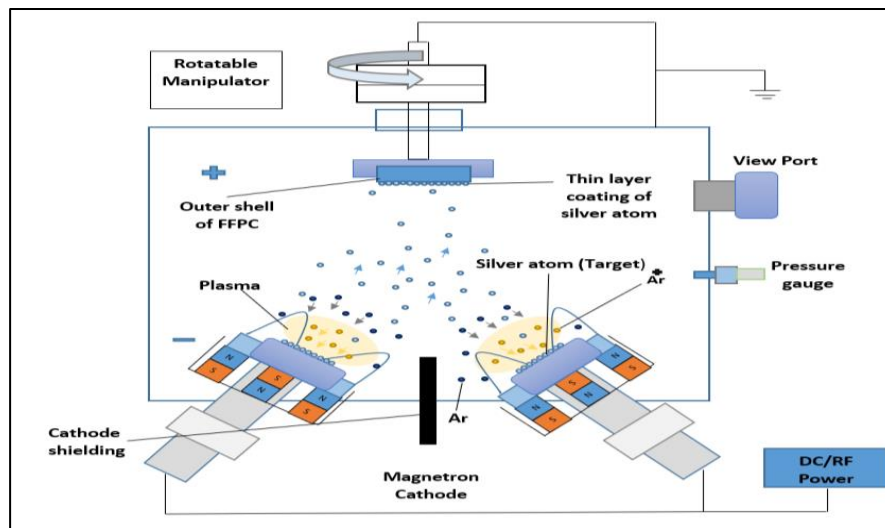 Rotatable
Manipulator
View Port
Outer shell
of FFPC
Thin layer
coating of
silver atom
Silver atom (Target)
Ar
Plasma
Pressure
gauge
N
S
S
N
S
N
S
N
S
N
N
S
Cathode
shielding
Ar
Magnetron
Cathode
DC/RF
Power